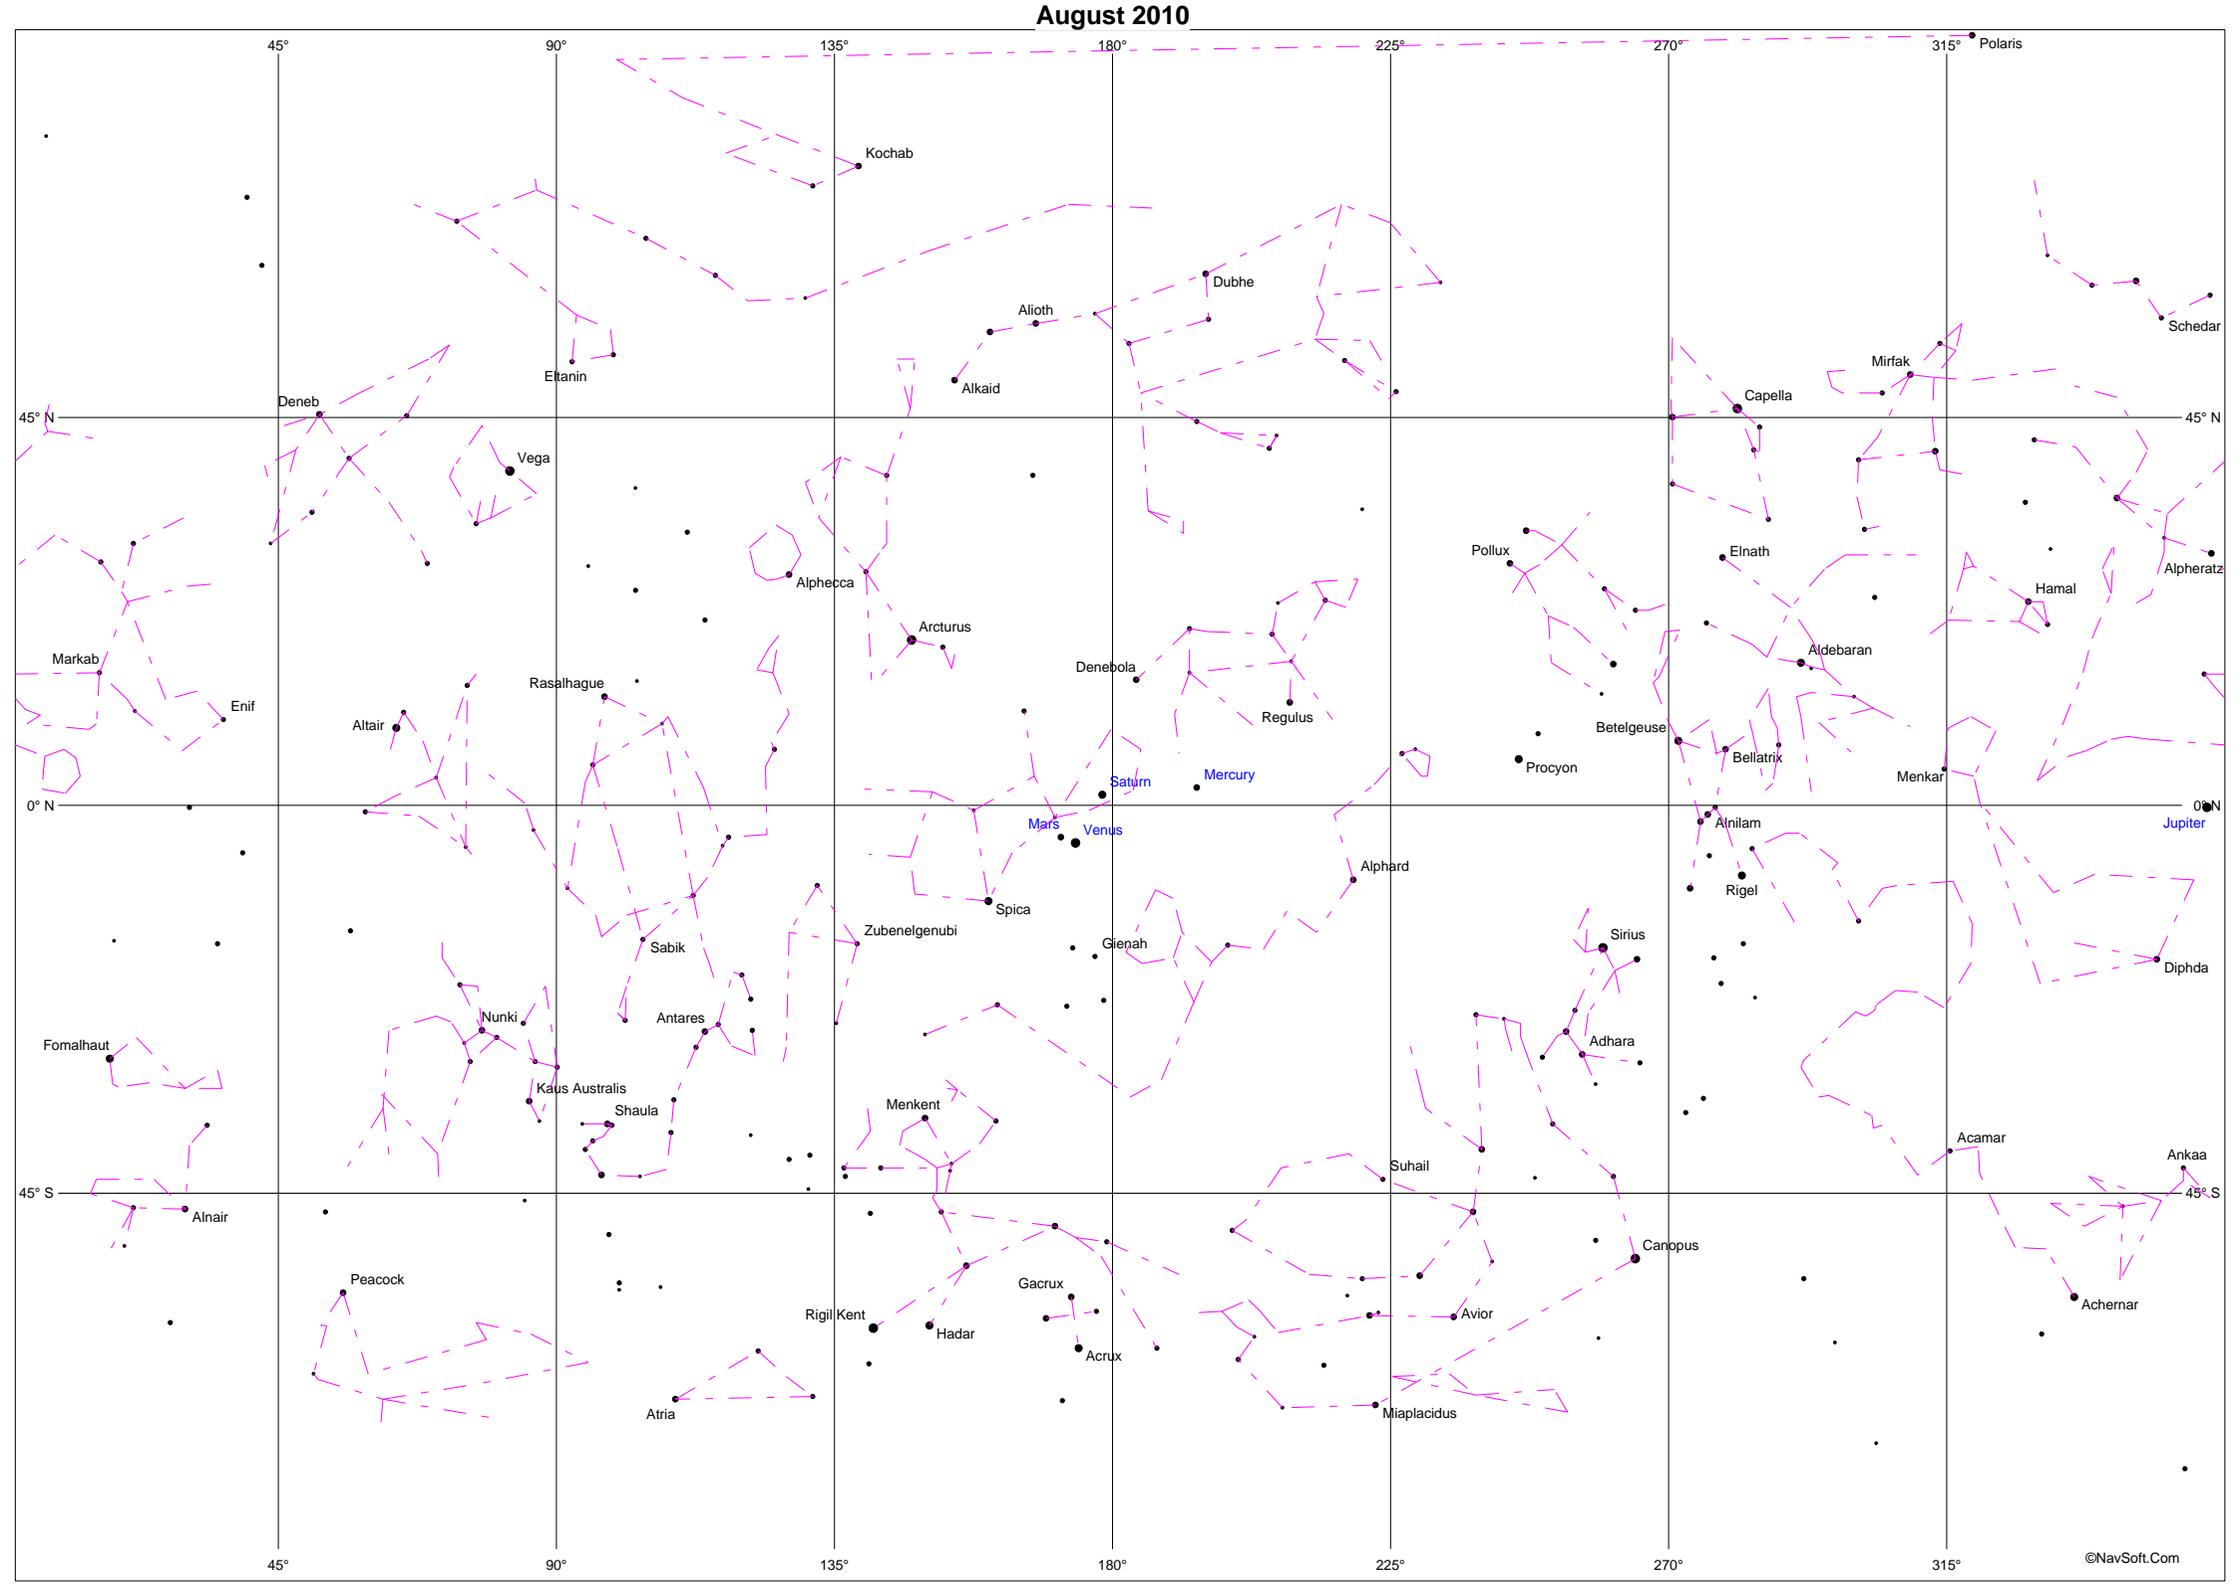 August 2010
45° 90° 135° 180° 225° 270° 315°
Polaris
Kochab
Dubhe
Alioth
Schedar
Mirfak
Eltanin
Alkaid
Capella
Deneb
45° N 45° N
Vega
Pollux
Elnath
Alpheratz
Alphecca
Hamal
Arcturus
Markab
Denebola
Aldebaran
Rasalhague
Enif
Regulus
Altair
Betelgeuse
Bellatrix
Procyon
Menkar
Saturn
Mercury
0° N 0° N
Mars
Venus
Alnilam
Jupiter
Alphard
Rigel
Spica
Zubenelgenubi
Sirius
Sabik
Gienah
Diphda
Nunki
Antares
Fomalhaut
Adhara
Kaus Australis
Menkent
Shaula
Acamar
Ankaa
Suhail
45° S 45° S
Alnair
Canopus
Peacock
Gacrux
Achernar
Rigil Kent
Avior
Hadar
Acrux
Atria
Miaplacidus
©NavSoft.Com
45° 90° 135° 180° 225° 270° 315°